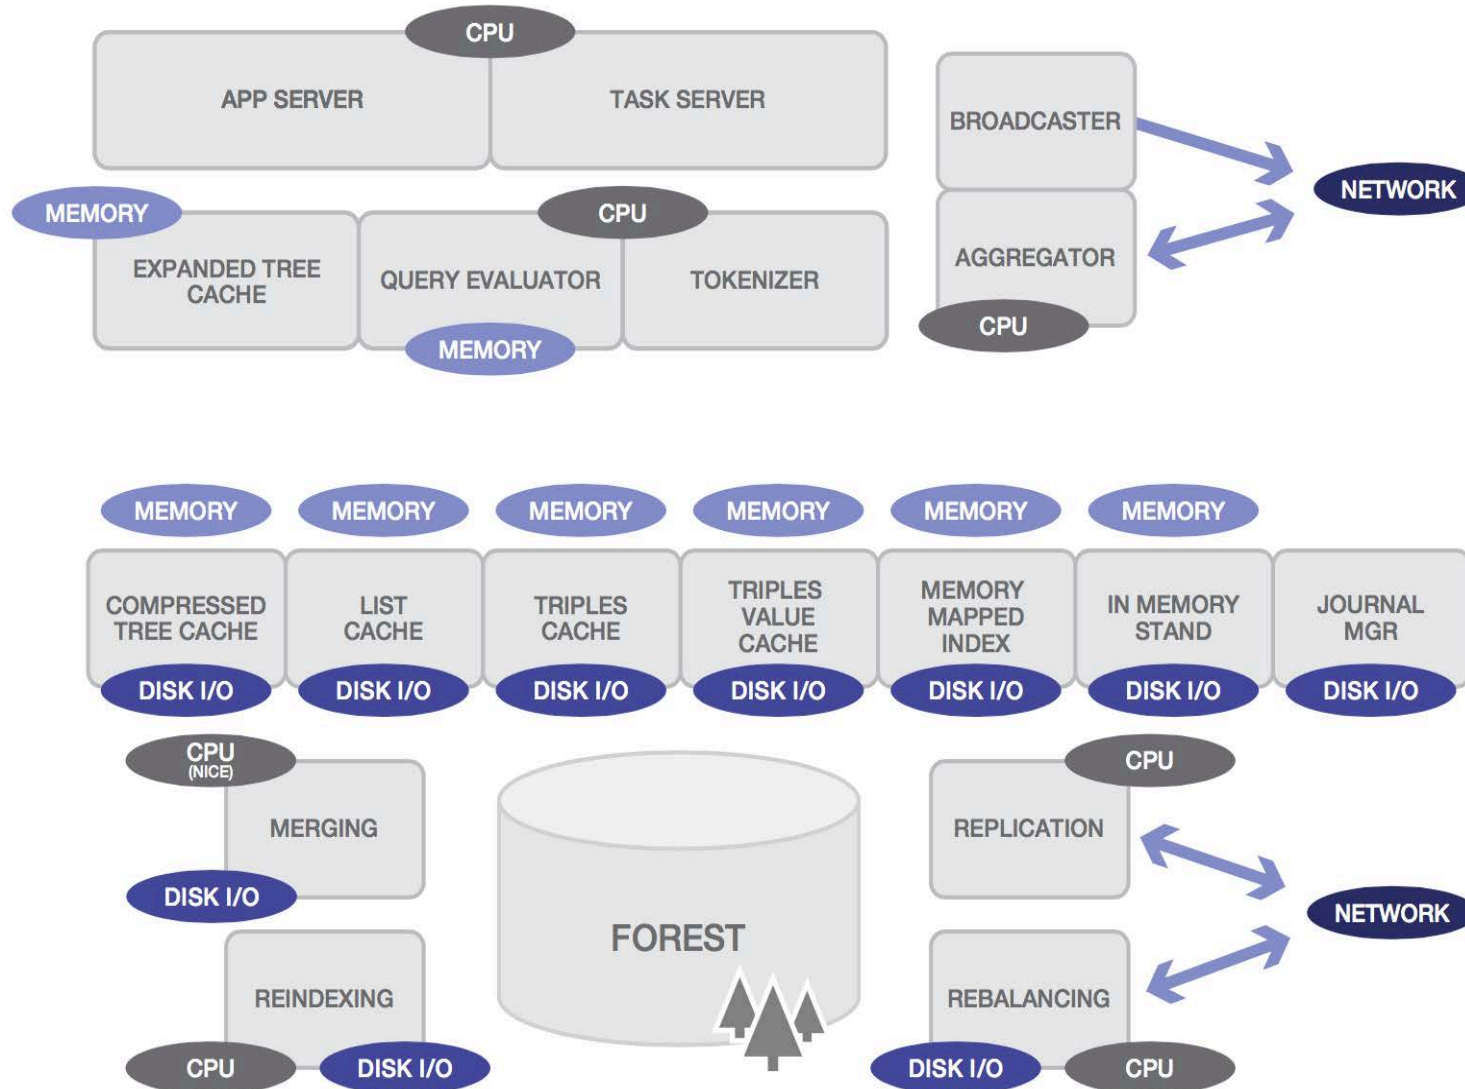 CPU
APP SERVER
TASK SERVER
BROADCASTER
NETWORK
MEMORY
CPU
EXPANDED TREE
CACHE
QUERY EVALUATOR
TOKENIZER
AGGREGATOR
CPU
MEMORY
MEMORY
MEMORY
MEMORY
MEMORY
MEMORY
MEMORY
COMPRESSED
TREE CACHE
LIST
CACHE
TRIPLES
CACHE
TRIPLES
VALUE
CACHE
MEMORY
MAPPED
INDEX
IN MEMORY
STAND
JOURNAL
MGR
DISK I/O
DISK I/O
DISK I/O
DISK I/O
DISK I/O
DISK I/O
DISK I/O
CPU
(NICE)
MERGING
DISK I/O
CPU
REPLICATION
NETWORK
FOREST
REINDEXING
CPU
DISK I/O
REBALANCING
DISK I/O
CPU